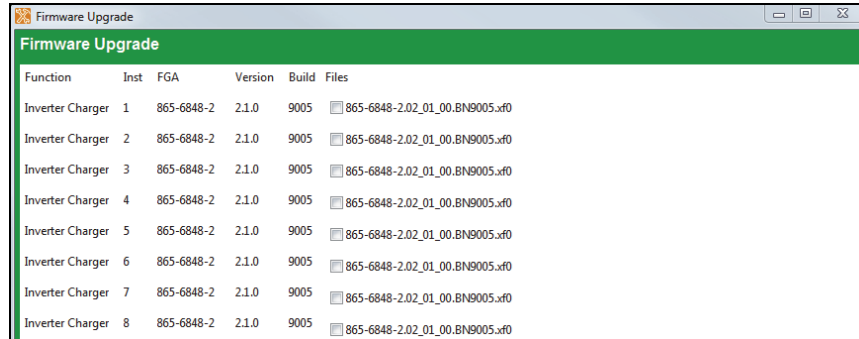 Firmware Upgrade
Firmware Upgrade
Function Inst FGA Version Build Files
Inverter Charger 1 865-6848-2 2.1.0 9005 865-6848-2.02_01_00.BN9005.xf0
Inverter Charger 2 865-6848-2 2.1.0 9005 865-6848-2.02_01_00.BN9005.xf0
Inverter Charger 3 865-6848-2 2.1.0 9005 865-6848-2.02_01_00.BN9005.xf0
Inverter Charger 4 865-6848-2 2.1.0 9005 865-6848-2.02_01_00.BN9005.xf0
Inverter Charger 5 865-6848-2 2.1.0 9005 865-6848-2.02_01_00.BN9005.xf0
Inverter Charger 6 865-6848-2 2.1.0 9005 865-6848-2.02_01_00.BN9005.xf0
Inverter Charger 7 865-6848-2 2.1.0 9005 865-6848-2.02_01_00.BN9005.xf0
Inverter Charger 8 865-6848-2 2.1.0 9005 865-6848-2.02_01_00.BN9005.xf0